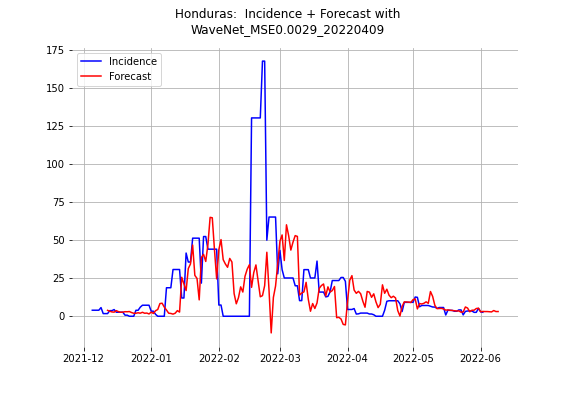 Honduras:  Incidence + Forecast with
WaveNet_MSE0.0029_20220409
Incidence
Forecast
175
150
125
100
75
50
25
0
2021-12 2022-01 2022-02 2022-03 2022-04 2022-05 2022-06